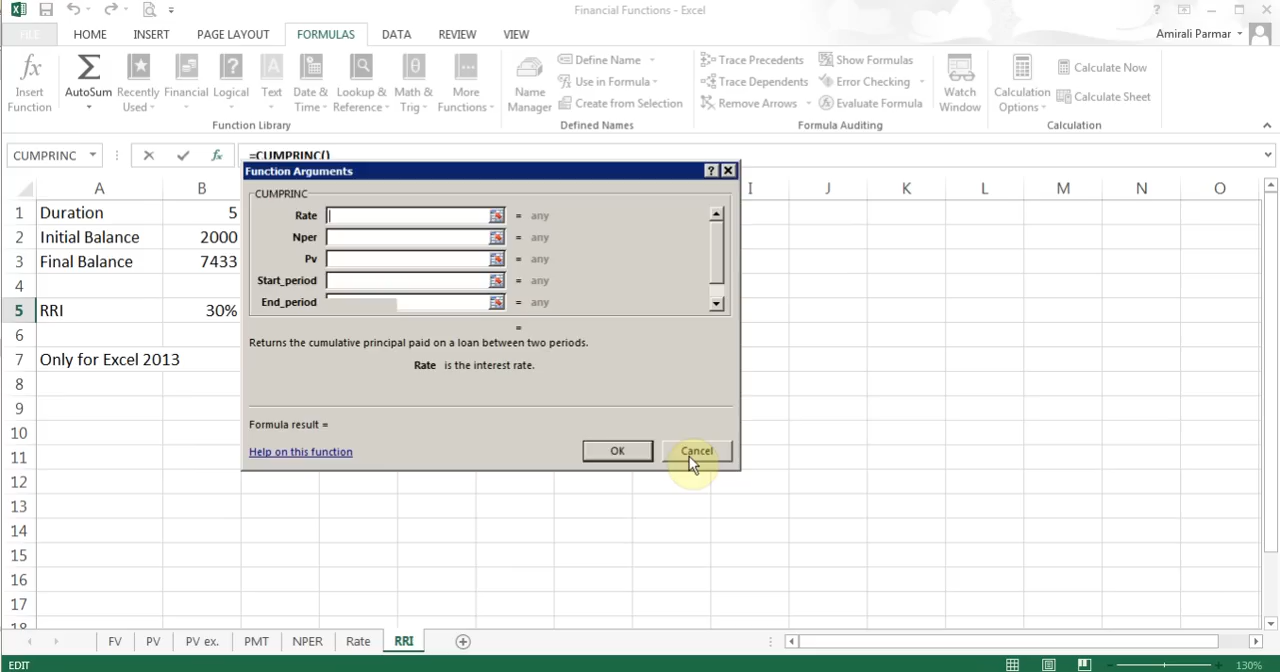 Financial Functions - Excel
FILE
HOME
INSERT
PAGE LAYOUT
FORMULAS
DATA
REVIEW
VIEW
Amirali Parmar
Insert Function
AutoSum
Recently Used
Financial
Logical
Text
Date & Time
Lookup & Reference
Math & Trig
More Functions
Function Library
Name Manager
Define Name
Use in Formula
Create from Selection
Defined Names
Trace Precedents
Trace Dependents
Remove Arrows
Show Formulas
Error Checking
Evaluate Formula
Formula Auditing
Watch Window
Calculation Options
Calculate Now
Calculate Sheet
Calculation
CUMPRINC
fx
=CUMPRINC()
A B I J K L M N O
1 Duration 5
2 Initial Balance 2000
3 Final Balance 7433
4
5 RRI 30%
6
7 Only for Excel 2013
8
9
10
11
12
13
14
15
16
17
18
Function Arguments
CUMPRINC
Rate = any
Nper = any
Pv = any
Start_period = any
End_period = any
=
Returns the cumulative principal paid on a loan between two periods.
Rate is the interest rate.
Formula result =
Help on this function
OK
Cancel
FV
PV
PV ex.
PMT
NPER
Rate
RRI
EDIT
130%